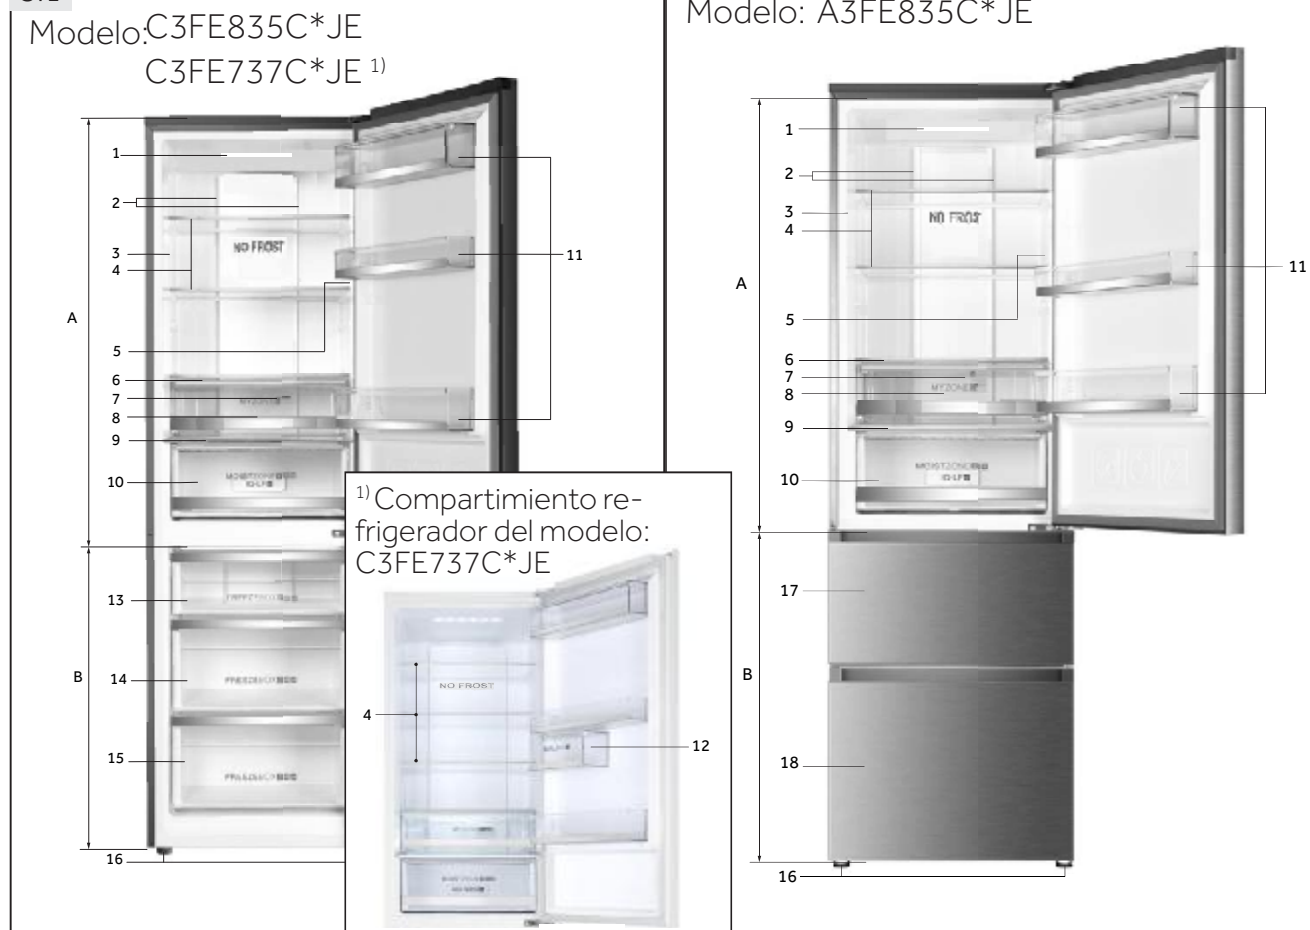 Modelo: C3FE835C*JE
C3FE737C*JE 1)
A
B
1
2
3
4
5
6
7
8
9
10
11
13
14
15
16
NO FROST
1) Compartimiento re-
frigerador del modelo:
C3FE737C*JE
NO FROST
4
12
Modelo: A3FE835C*JE
A
B
1
2
3
4
5
6
7
8
9
10
11
17
18
16
NO FROST
MYZONE
MOISTZONE